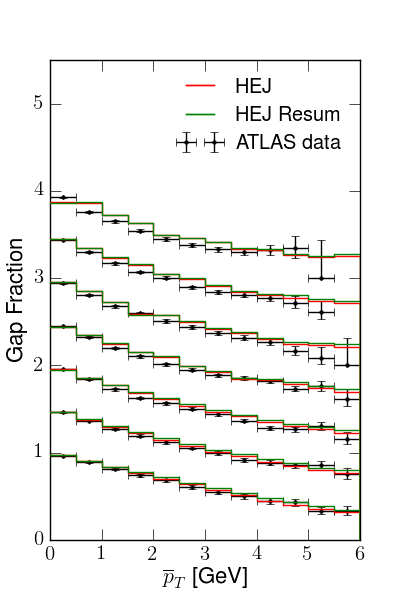 HEJ
HEJ Resum
ATLAS data
Gap Fraction
5
4
3
2
1
0
0 1 2 3 4 5 6
p̅_T [GeV]